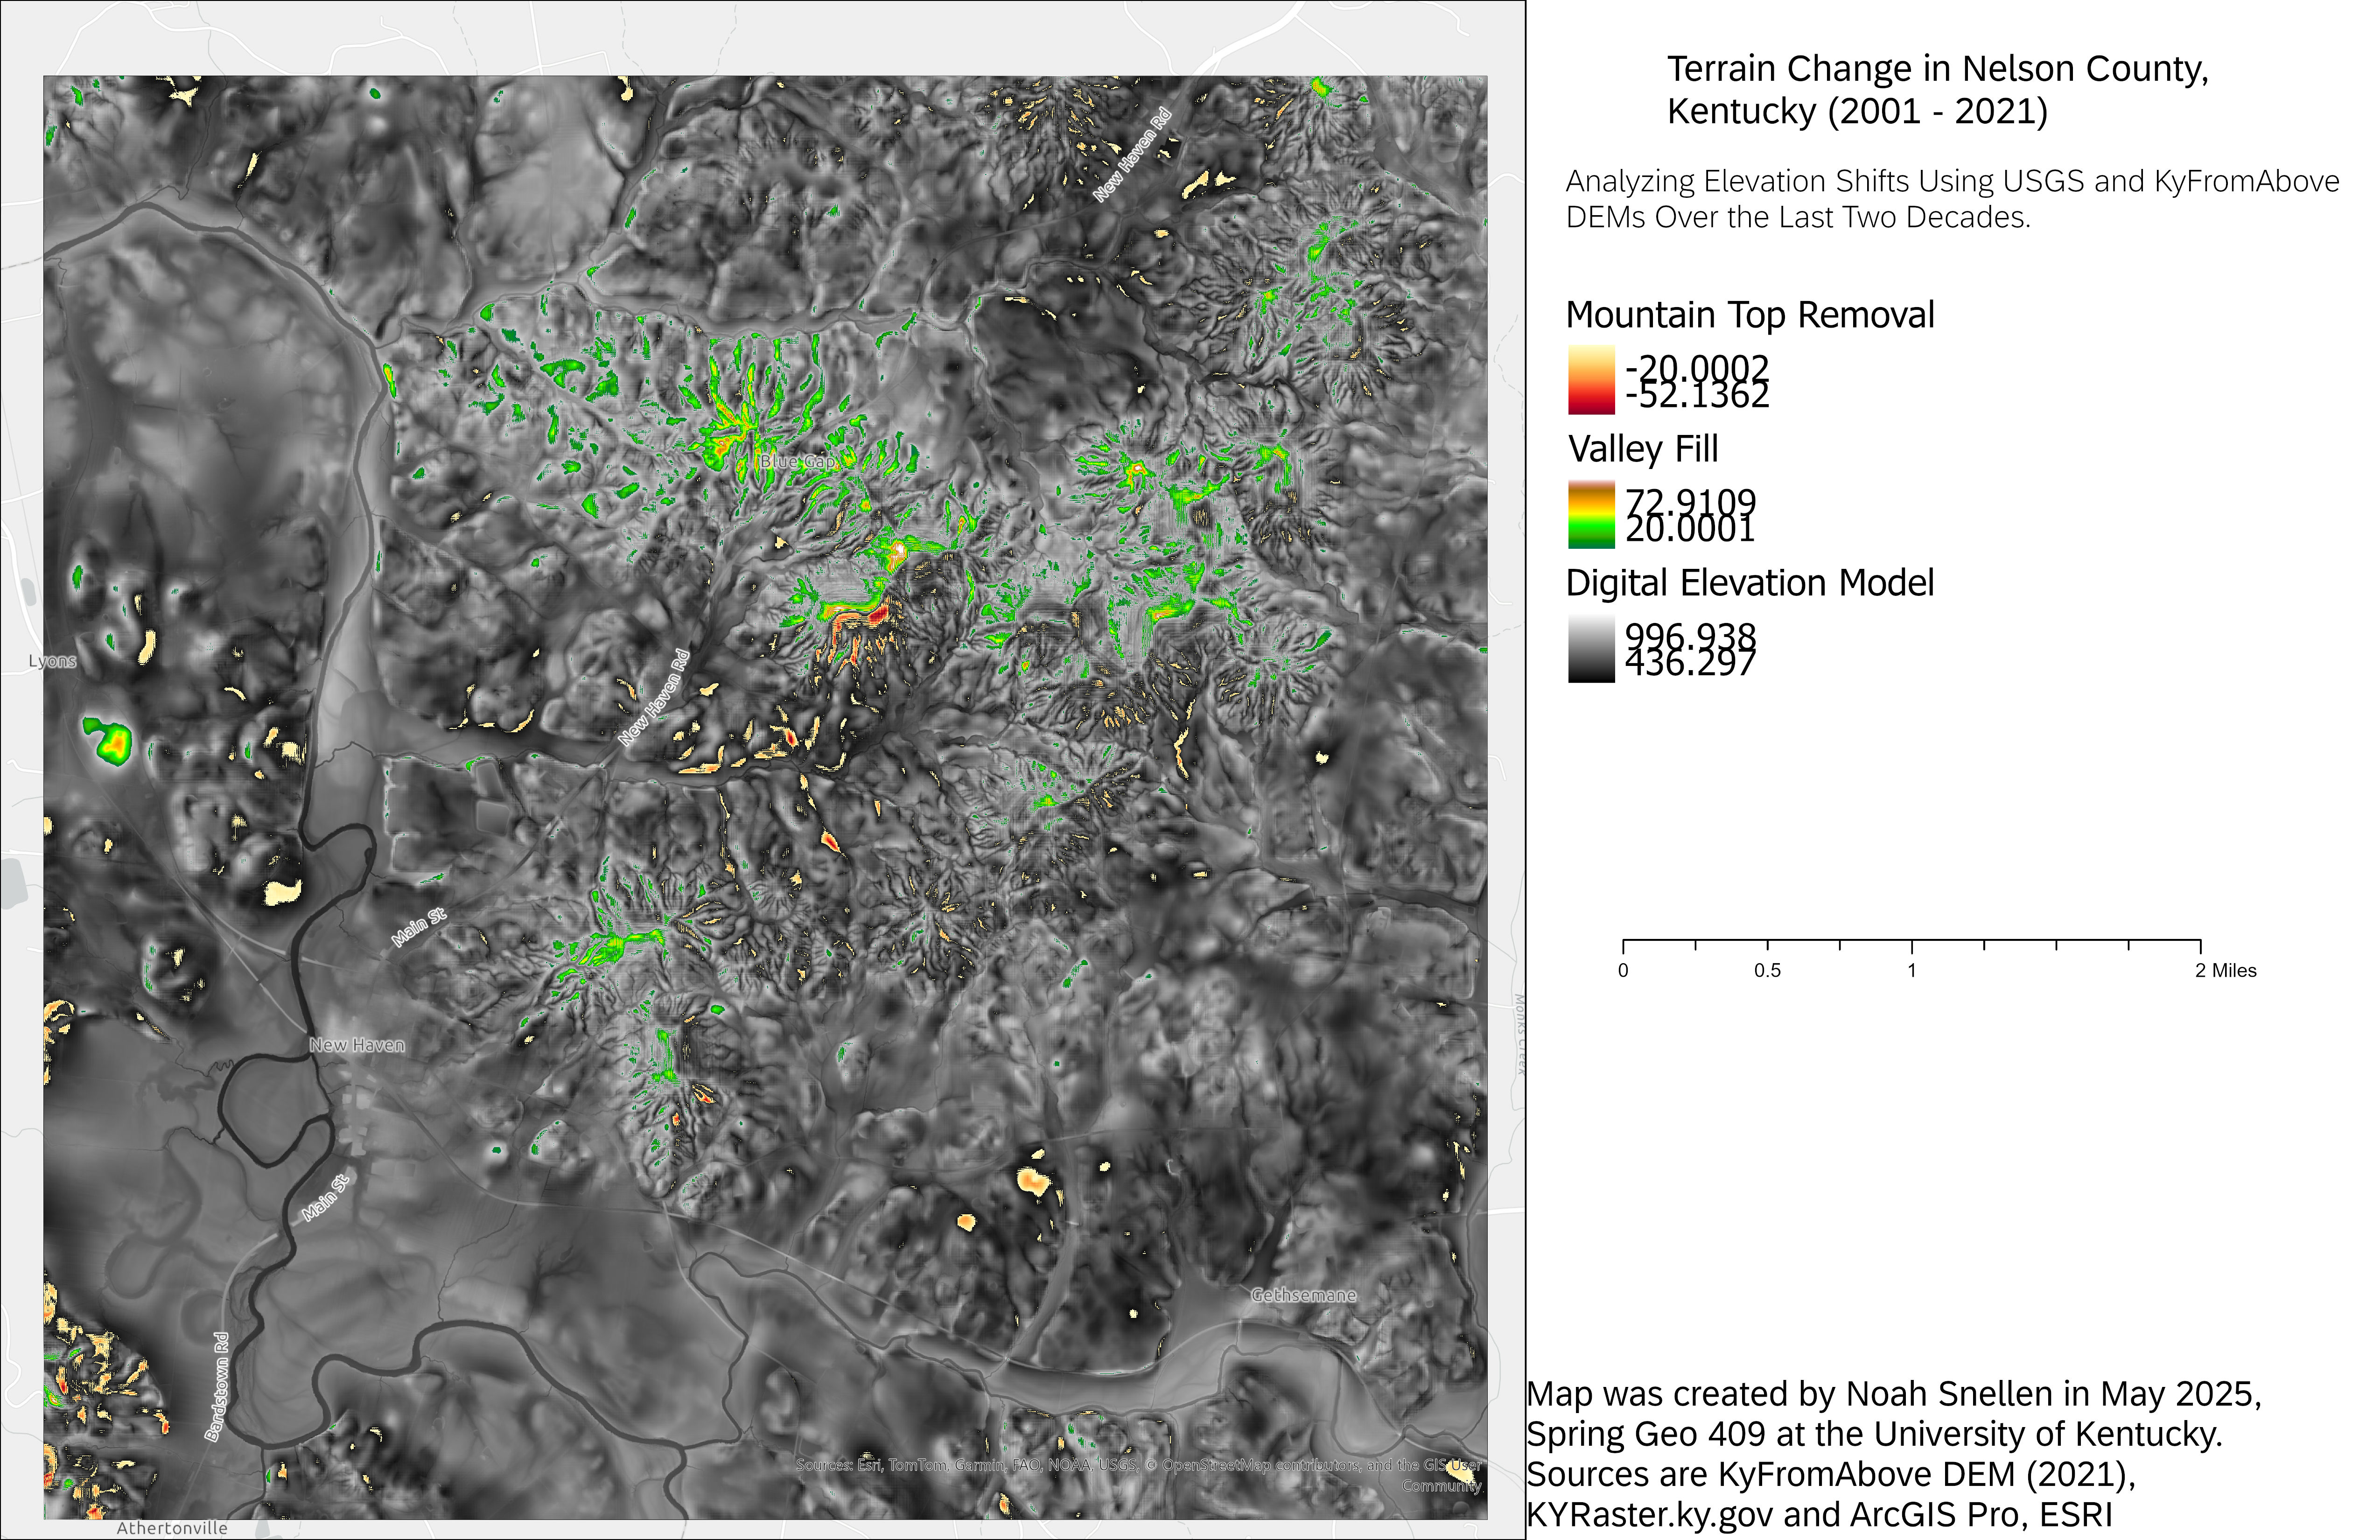 Terrain Change in Nelson County,
Kentucky (2001 - 2021)
Analyzing Elevation Shifts Using USGS and KyFromAbove
DEMs Over the Last Two Decades.
Mountain Top Removal
-20.0002
-52.1362
Valley Fill
72.9109
20.0001
Digital Elevation Model
996.938
436.297
0 0.5 1 2 Miles
Map was created by Noah Snellen in May 2025,
Spring Geo 409 at the University of Kentucky.
Sources are KyFromAbove DEM (2021),
KYRaster.ky.gov and ArcGIS Pro, ESRI
New Haven Rd
Blue Gap
Lyons
New Haven Rd
Main St
New Haven
Monks Creek
Main St
Gethsemane
Bardstown Rd
Sources: Esri, TomTom, Garmin, FAO, NOAA, USGS, © OpenStreetMap contributors, and the GIS User
Community
Athertonville